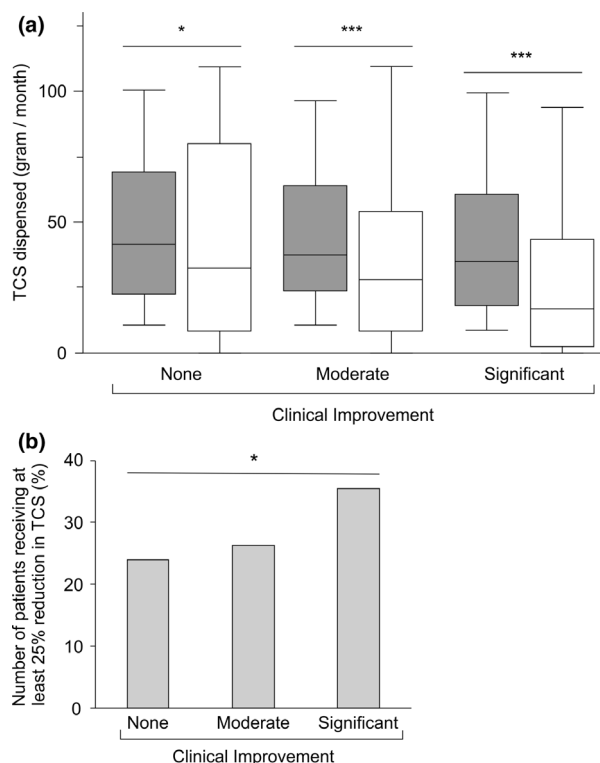 (a)
*
***
***
TCS dispensed (gram / month)
100
50
0
None
Moderate
Significant
Clinical Improvement
(b)
*
Number of patients receiving at
least 25% reduction in TCS (%)
40
30
20
10
0
None
Moderate
Significant
Clinical Improvement